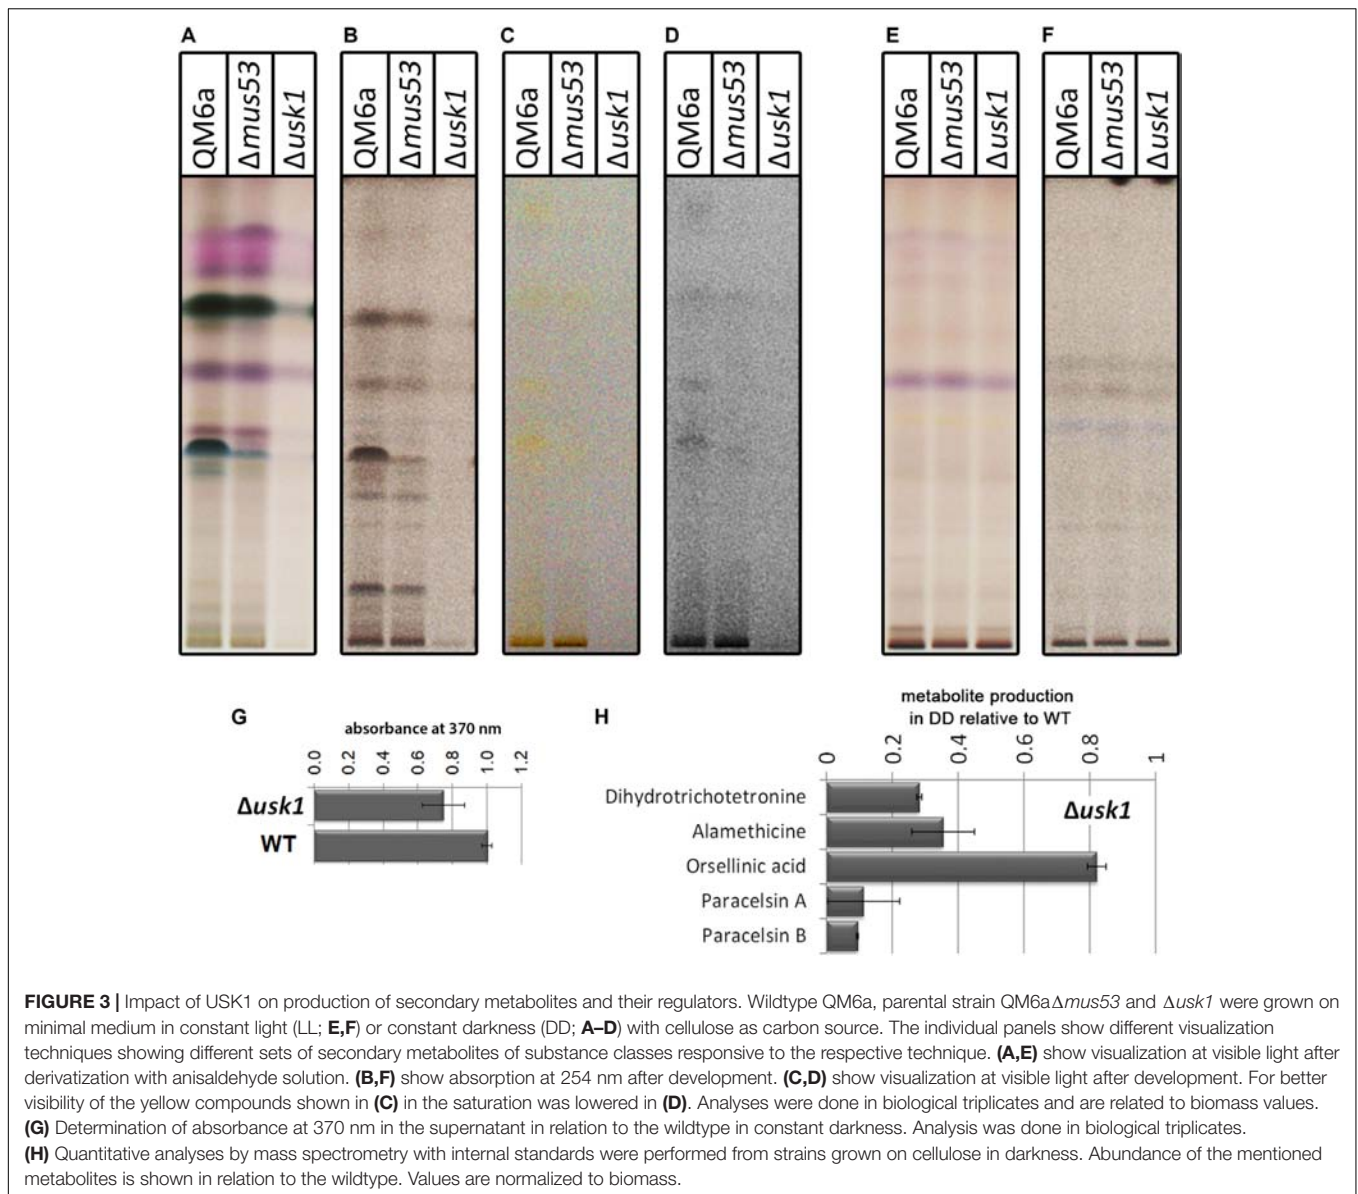 A B C D E F
QM6a Δmus53 Δusk1 QM6a Δmus53 Δusk1 QM6a Δmus53 Δusk1 QM6a Δmus53 Δusk1 QM6a Δmus53 Δusk1 QM6a Δmus53 Δusk1
G
absorbance at 370 nm
0.0 0.2 0.4 0.6 0.8 1.0 1.2
Δusk1
WT
H
metabolite production
in DD relative to WT
0 0.2 0.4 0.6 0.8 1
Dihydrotrichotetronine
Δusk1
Alamethicine
Orsellinic acid
Paracelsin A
Paracelsin B
FIGURE 3 | Impact of USK1 on production of secondary metabolites and their regulators. Wildtype QM6a, parental strain QM6aΔmus53 and Δusk1 were grown on
minimal medium in constant light (LL; E,F) or constant darkness (DD; A–D) with cellulose as carbon source. The individual panels show different visualization
techniques showing different sets of secondary metabolites of substance classes responsive to the respective technique. (A,E) show visualization at visible light after
derivatization with anisaldehyde solution. (B,F) show absorption at 254 nm after development. (C,D) show visualization at visible light after development. For better
visibility of the yellow compounds shown in (C) in the saturation was lowered in (D). Analyses were done in biological triplicates and are related to biomass values.
(G) Determination of absorbance at 370 nm in the supernatant in relation to the wildtype in constant darkness. Analysis was done in biological triplicates.
(H) Quantitative analyses by mass spectrometry with internal standards were performed from strains grown on cellulose in darkness. Abundance of the mentioned
metabolites is shown in relation to the wildtype. Values are normalized to biomass.